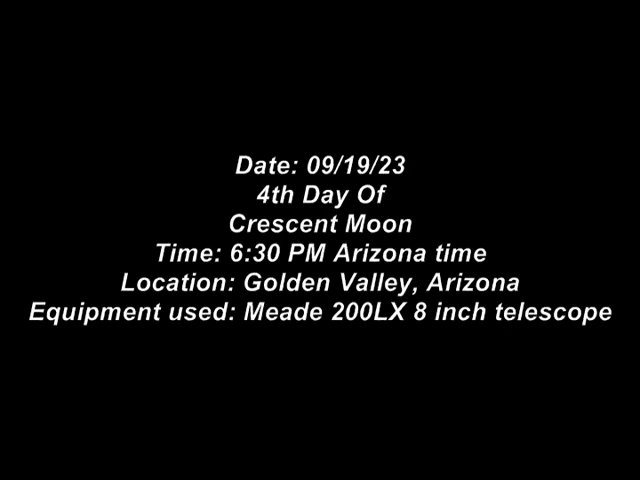 Date: 09/19/23
4th Day Of
Crescent Moon
Time: 6:30 PM Arizona time
Location: Golden Valley, Arizona
Equipment used: Meade 200LX 8 inch telescope